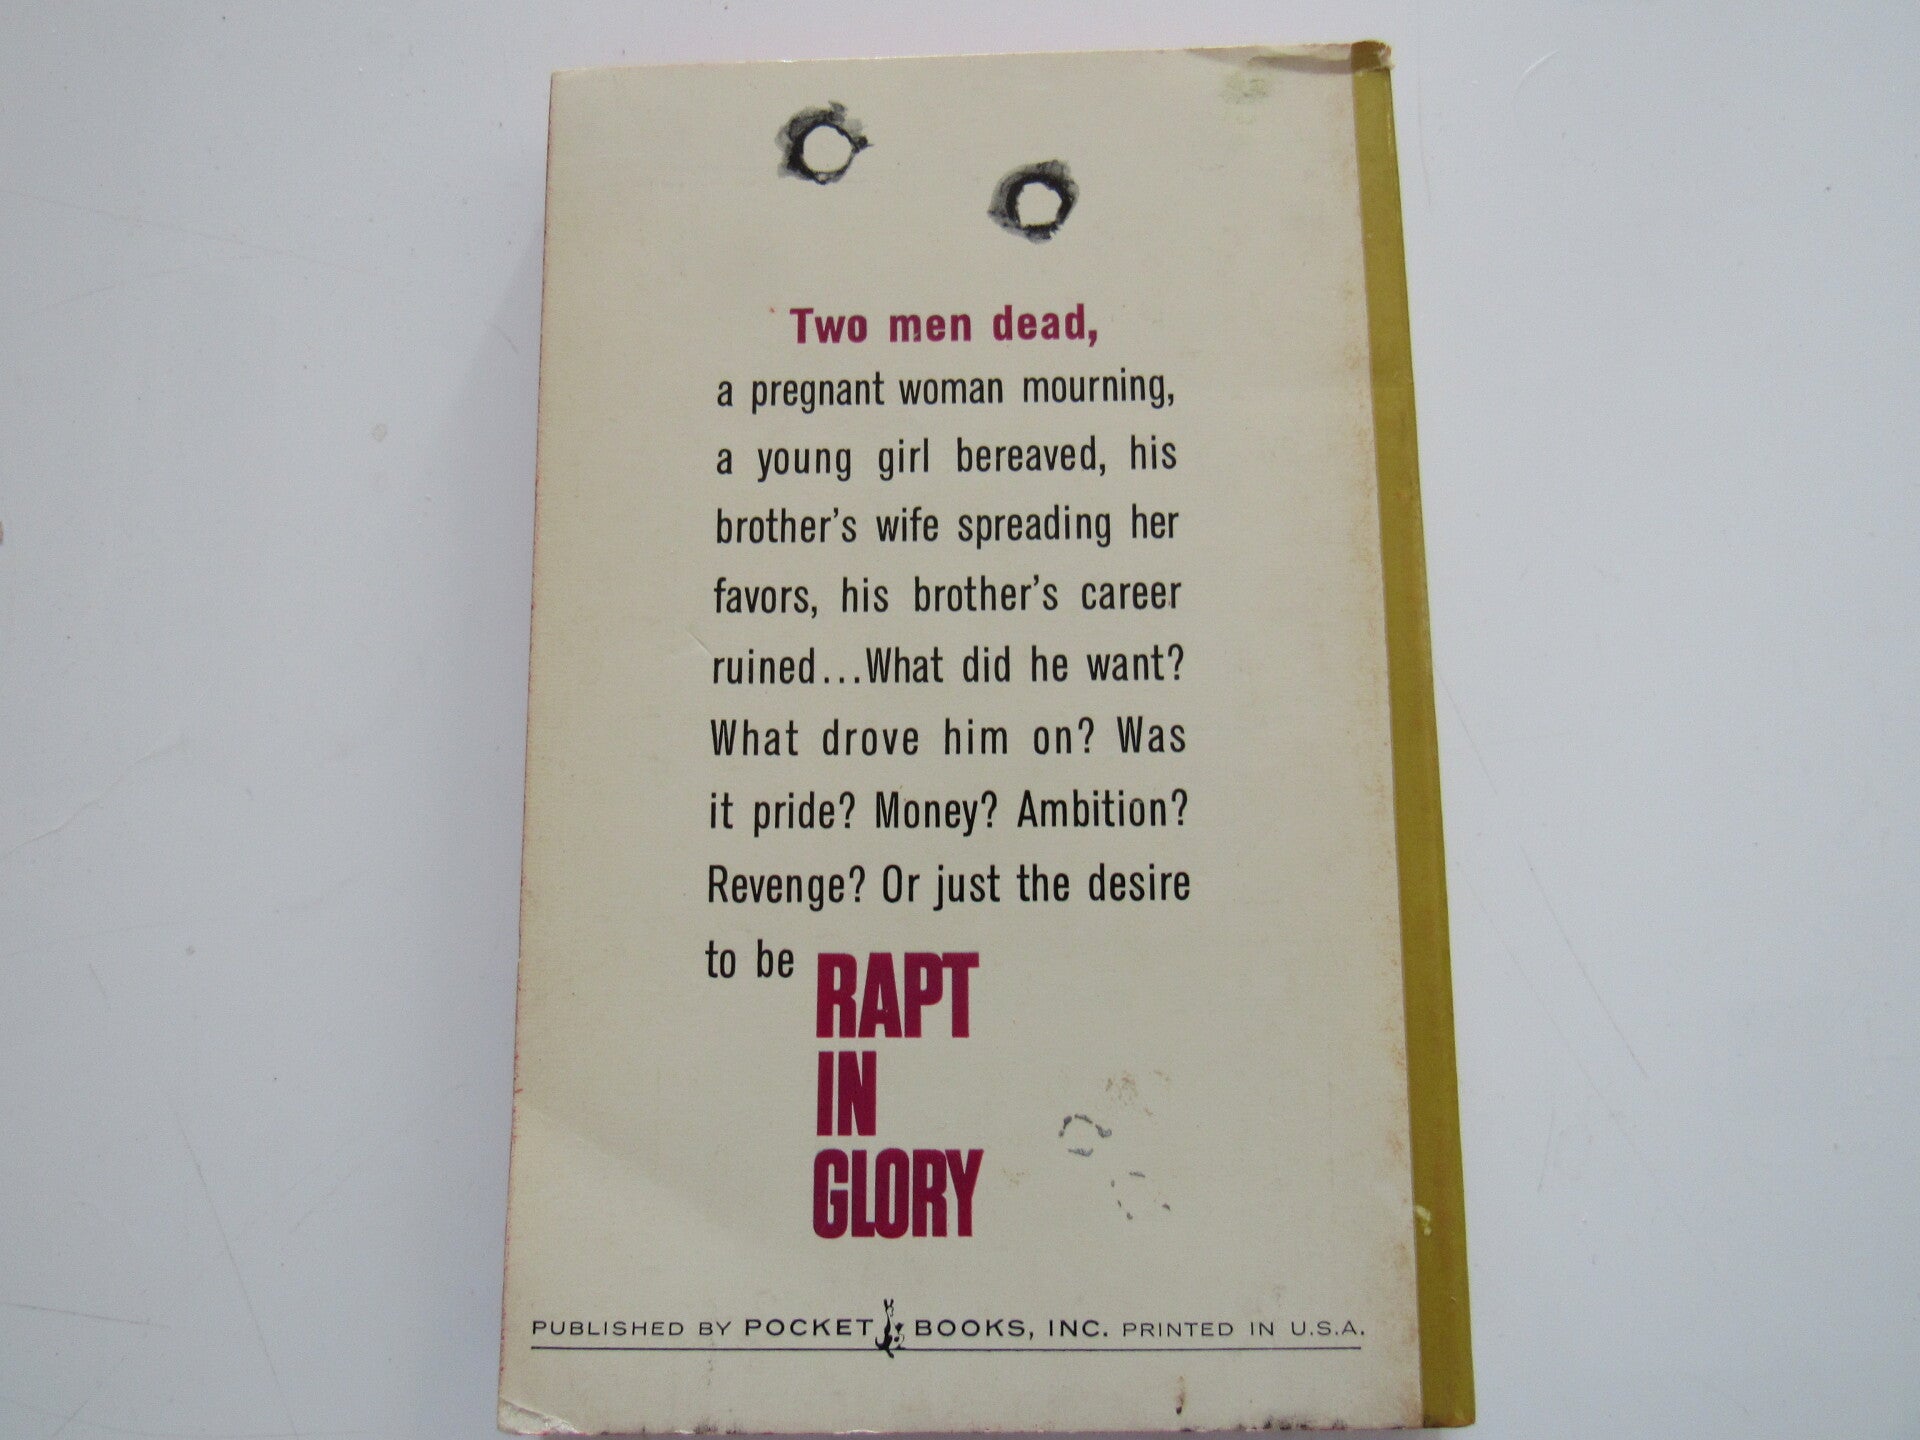 Two men dead,
a pregnant woman mourning,
a young girl bereaved, his
brother's wife spreading her
favors, his brother's career
ruined...What did he want?
What drove him on? Was
it pride? Money? Ambition?
Revenge? Or just the desire
to be RAPT
IN
GLORY
PUBLISHED BY POCKET BOOKS, INC. PRINTED IN U.S.A.